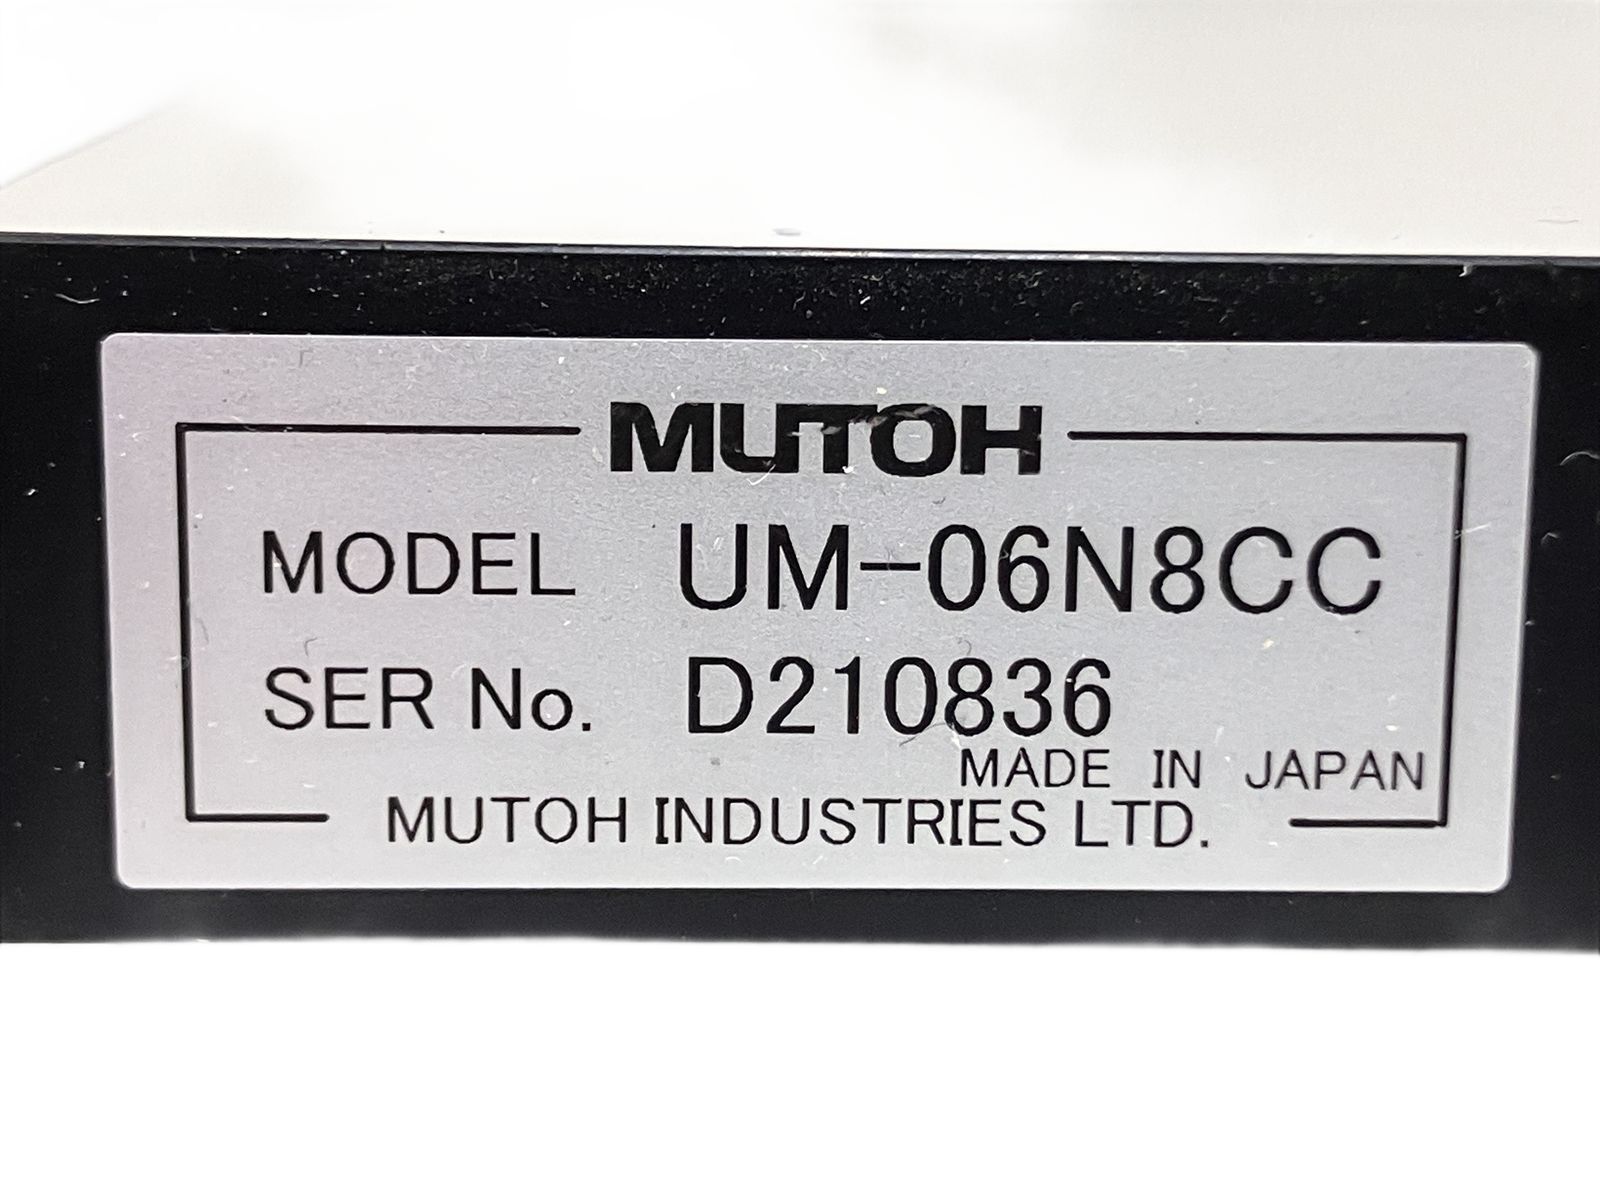 MUTOH
MODEL UM-06N8CC
SER No. D210836
MADE IN JAPAN
MUTOH INDUSTRIES LTD.